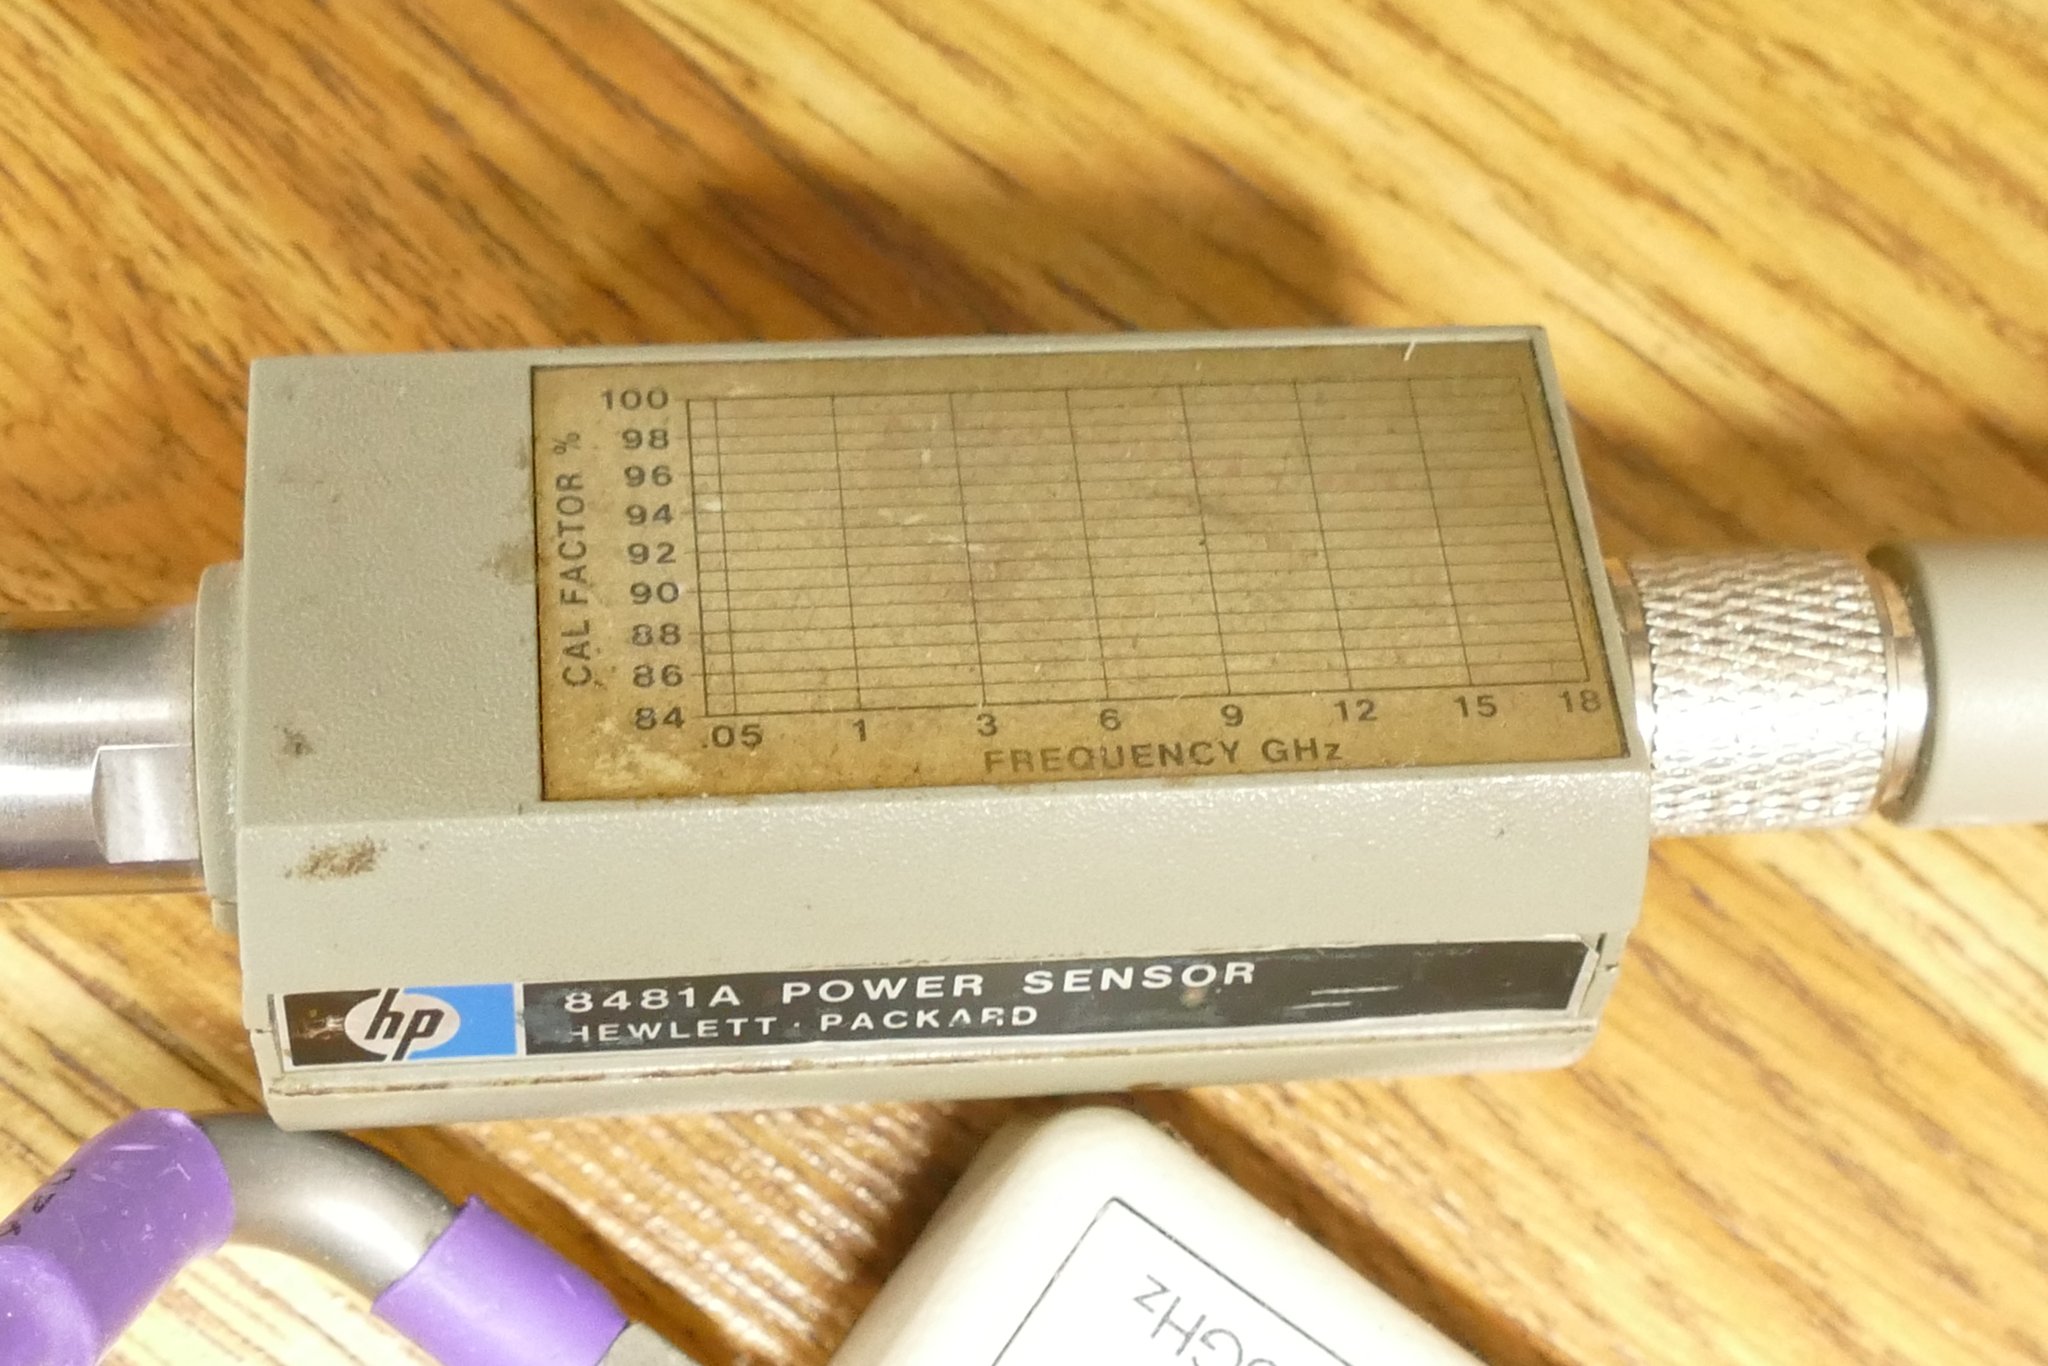 100
98
96
94
92
90
88
86
84
CAL FACTOR %
.05 1 3 6 9 12 15 18
FREQUENCY GHz
hp
8481A POWER SENSOR
HEWLETT · PACKARD
GHz